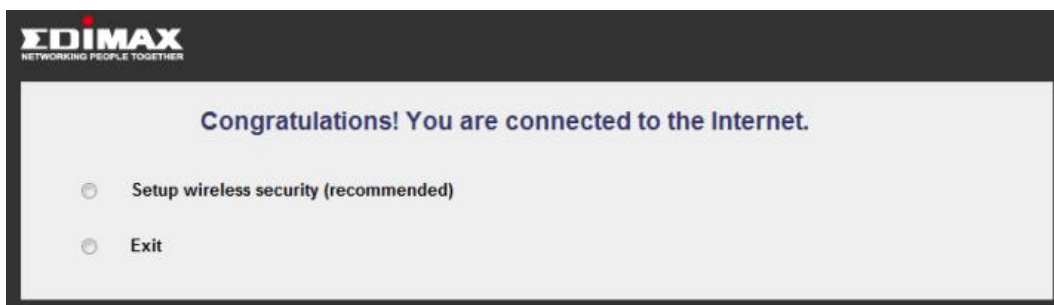 EDIMAX
NETWORKING PEOPLE TOGETHER
Congratulations! You are connected to the Internet.
Setup wireless security (recommended)
Exit